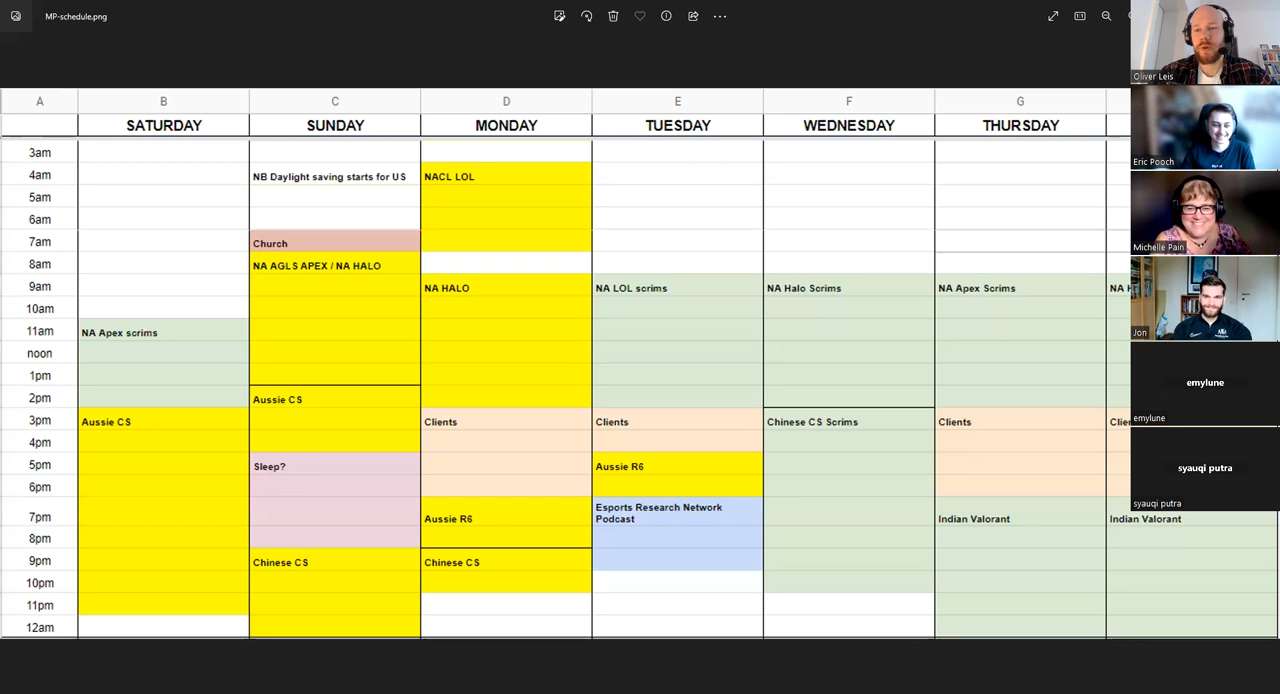 MP-schedule.png
A B C D E F G
SATURDAY SUNDAY MONDAY TUESDAY WEDNESDAY THURSDAY
3am
4am NB Daylight saving starts for US NACL LOL
5am
6am
7am Church
8am NA AGLS APEX / NA HALO
9am NA HALO NA LOL scrims NA Halo Scrims NA Apex Scrims NA H
10am
11am NA Apex scrims
noon
1pm
2pm Aussie CS
3pm Aussie CS Clients Clients Chinese CS Scrims Clients Clien
4pm
5pm Sleep? Aussie R6
6pm
Esports Research Network
7pm Aussie R6 Podcast Indian Valorant Indian Valorant
8pm
9pm Chinese CS Chinese CS
10pm
11pm
12am
Oliver Leis
Eric Pooch
Michelle Pain
Jon
emylune
emylune
syauqi putra
syauqi putra